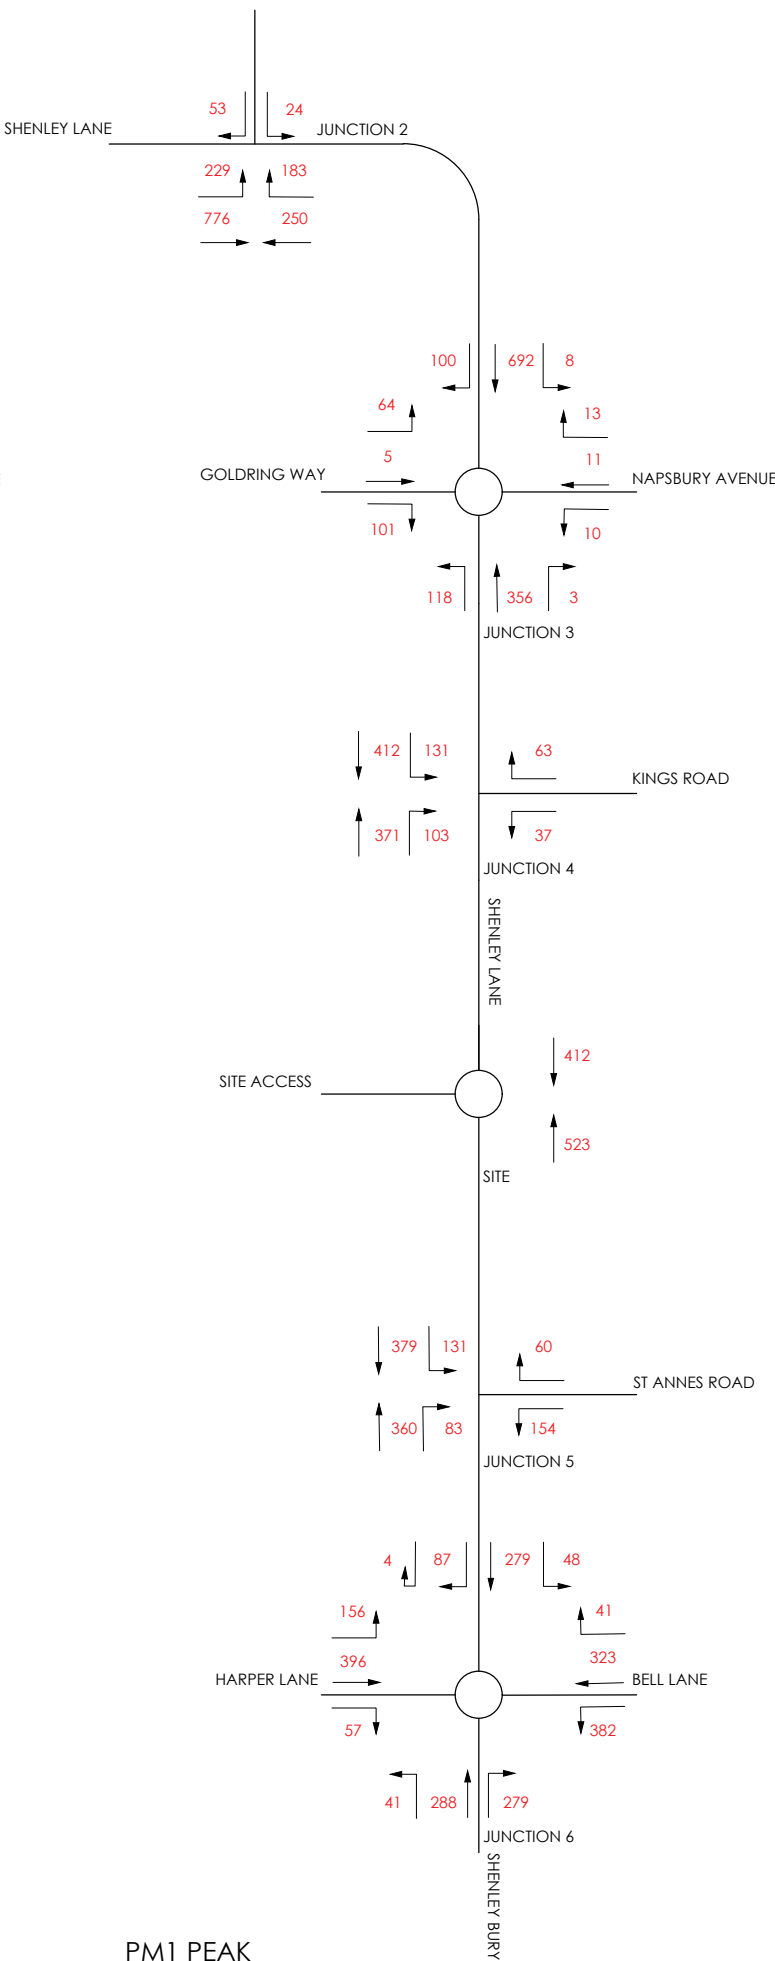 53 24
SHENLEY LANE JUNCTION 2
229 183
776 250
100 692 8
64 13
5 11
GOLDRING WAY NAPSBURY AVENUE
101 10
118 356 3
JUNCTION 3
412 131 63
KINGS ROAD
371 103 37
JUNCTION 4
SHENLEY LANE
412
SITE ACCESS
523
SITE
379 131 60
ST ANNES ROAD
360 83 154
JUNCTION 5
4 87 279 48
156 41
396 323
HARPER LANE BELL LANE
57 382
41 288 279
JUNCTION 6
SHENLEY BURY
PM1 PEAK